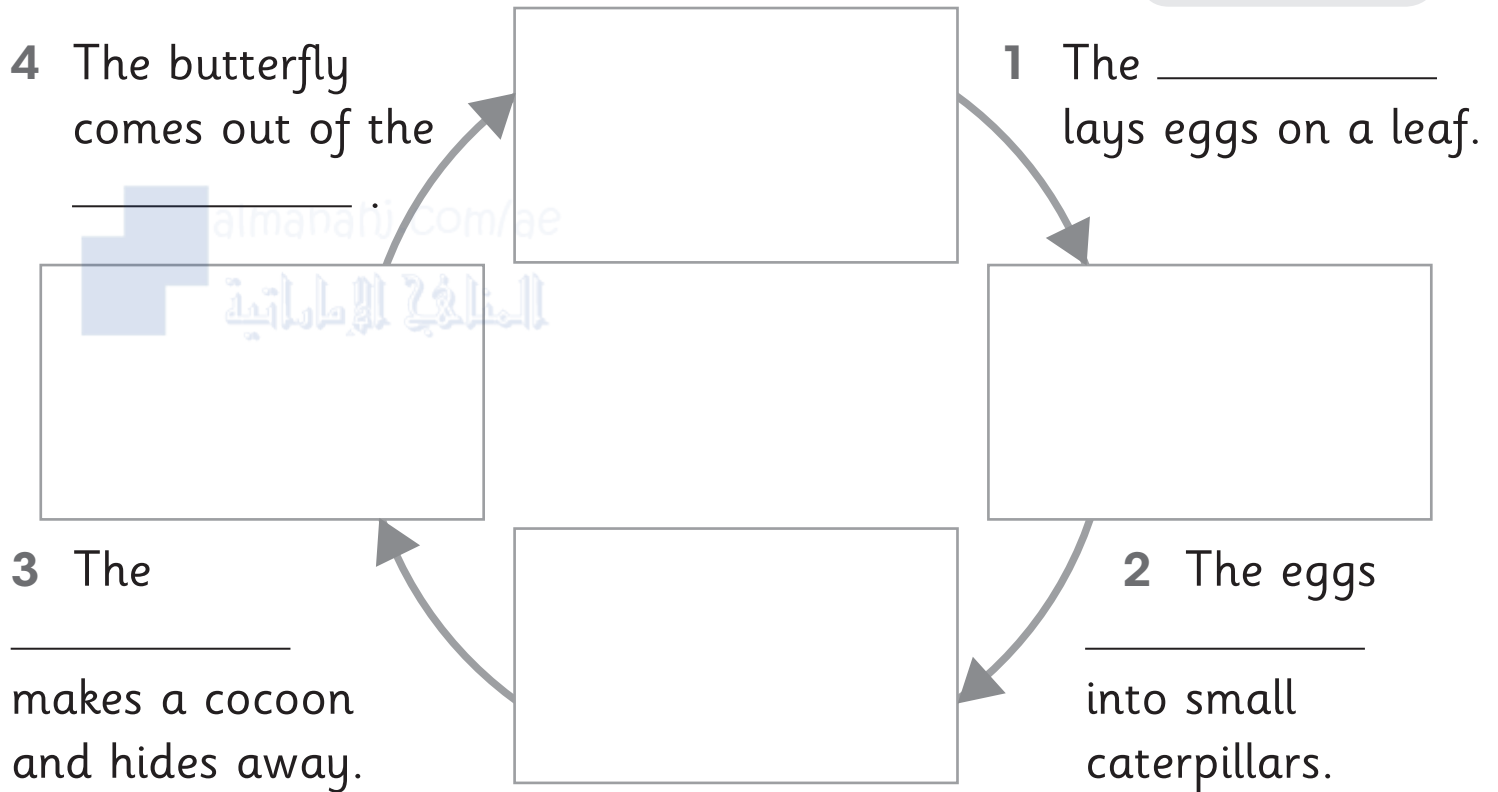 4 The butterfly
comes out of the
.
1 The
lays eggs on a leaf.
almanahj.com/ae
المناهج الإماراتية
3 The
makes a cocoon
and hides away.
2 The eggs
into small
caterpillars.